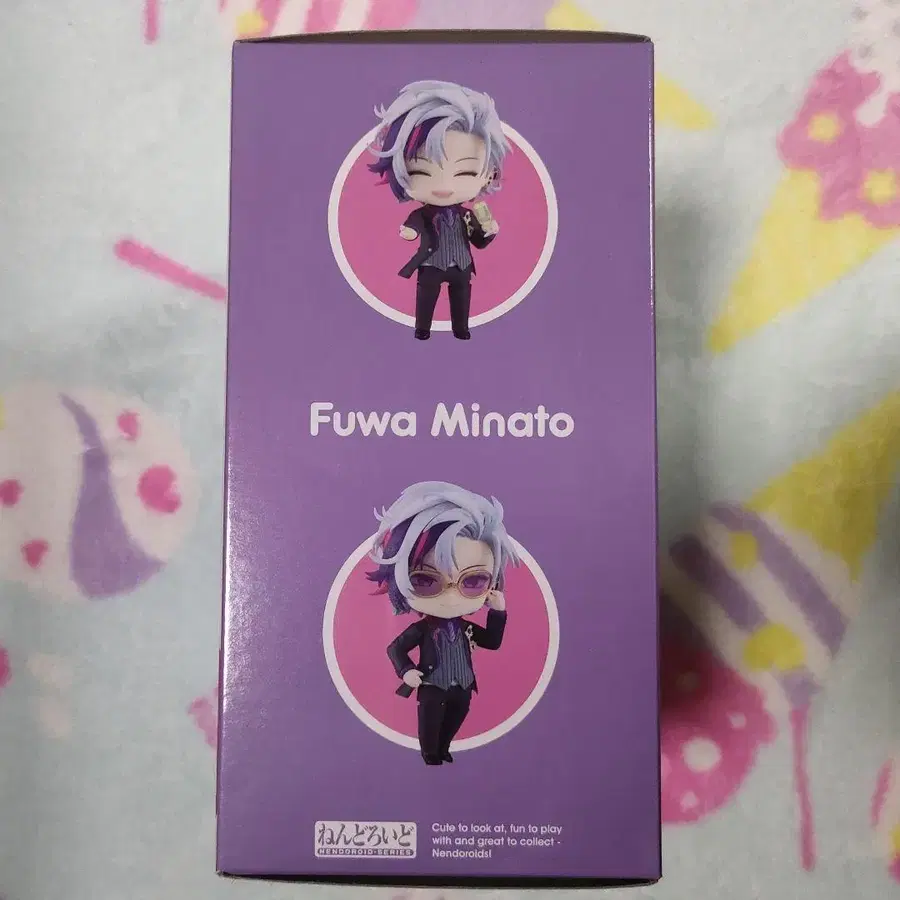 Fuwa Minato
ねんどろいど
NENDOROID·SERIES
Cute to look at, fun to play
with and great to collect -
Nendoroids!